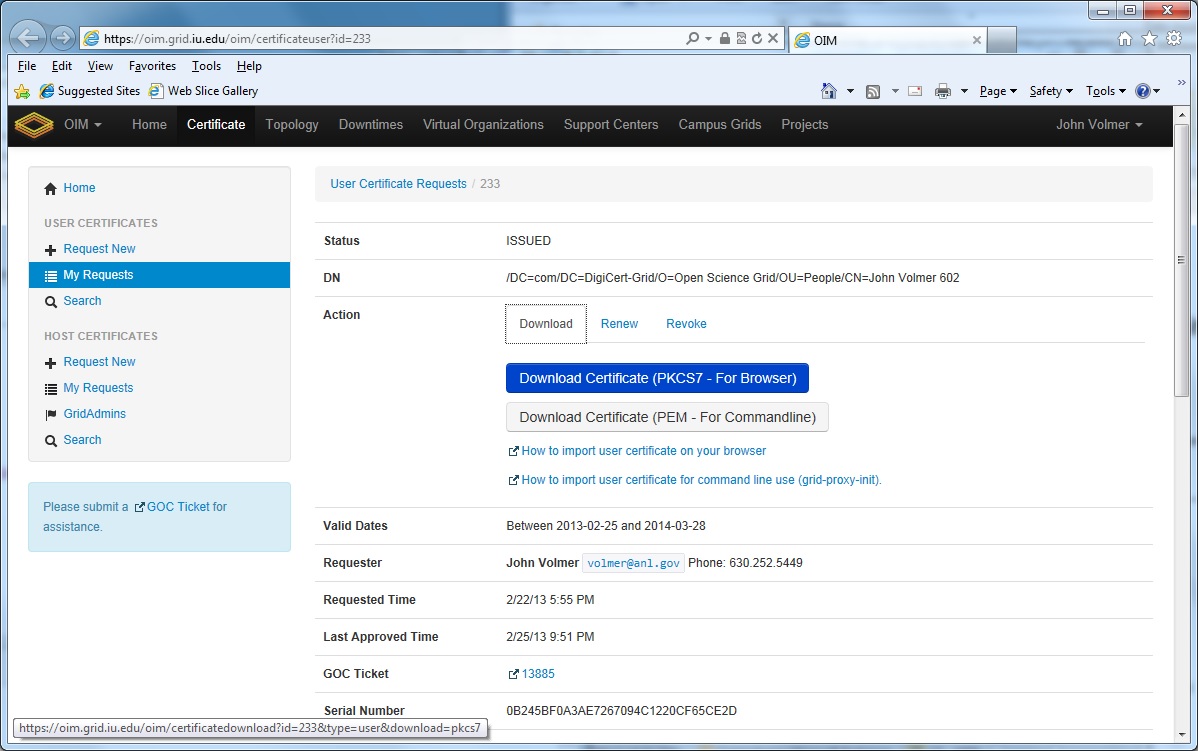 https://oim.grid.iu.edu/oim/certificateuser?id=233
OIM
File Edit View Favorites Tools Help
Suggested Sites Web Slice Gallery
Page Safety Tools
OIM Home Certificate Topology Downtimes Virtual Organizations Support Centers Campus Grids Projects John Volmer
Home
USER CERTIFICATES
Request New
My Requests
Search
HOST CERTIFICATES
Request New
My Requests
GridAdmins
Search
Please submit a GOC Ticket for
assistance.
User Certificate Requests / 233
Status ISSUED
DN /DC=com/DC=DigiCert-Grid/O=Open Science Grid/OU=People/CN=John Volmer 602
Action Download Renew Revoke
Download Certificate (PKCS7 - For Browser)
Download Certificate (PEM - For Commandline)
How to import user certificate on your browser
How to import user certificate for command line use (grid-proxy-init).
Valid Dates Between 2013-02-25 and 2014-03-28
Requester John Volmer volmer@anl.gov Phone: 630.252.5449
Requested Time 2/22/13 5:55 PM
Last Approved Time 2/25/13 9:51 PM
GOC Ticket 13885
Serial Number 0B245BF0A3AE7267094C1220CF65CE2D
https://oim.grid.iu.edu/oim/certificatedownload?id=233&type=user&download=pkcs7